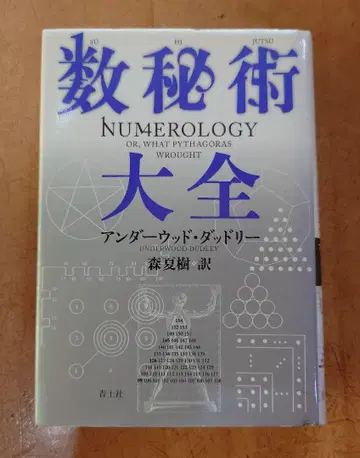 SU HI JUTSU
数秘術
NUMEROLOGY
OR, WHAT PYTHAGORAS
WROUGHT
大全
アンダーウッド・ダッドリー
UNDERWOOD DUDLEY
森夏樹 訳
青土社